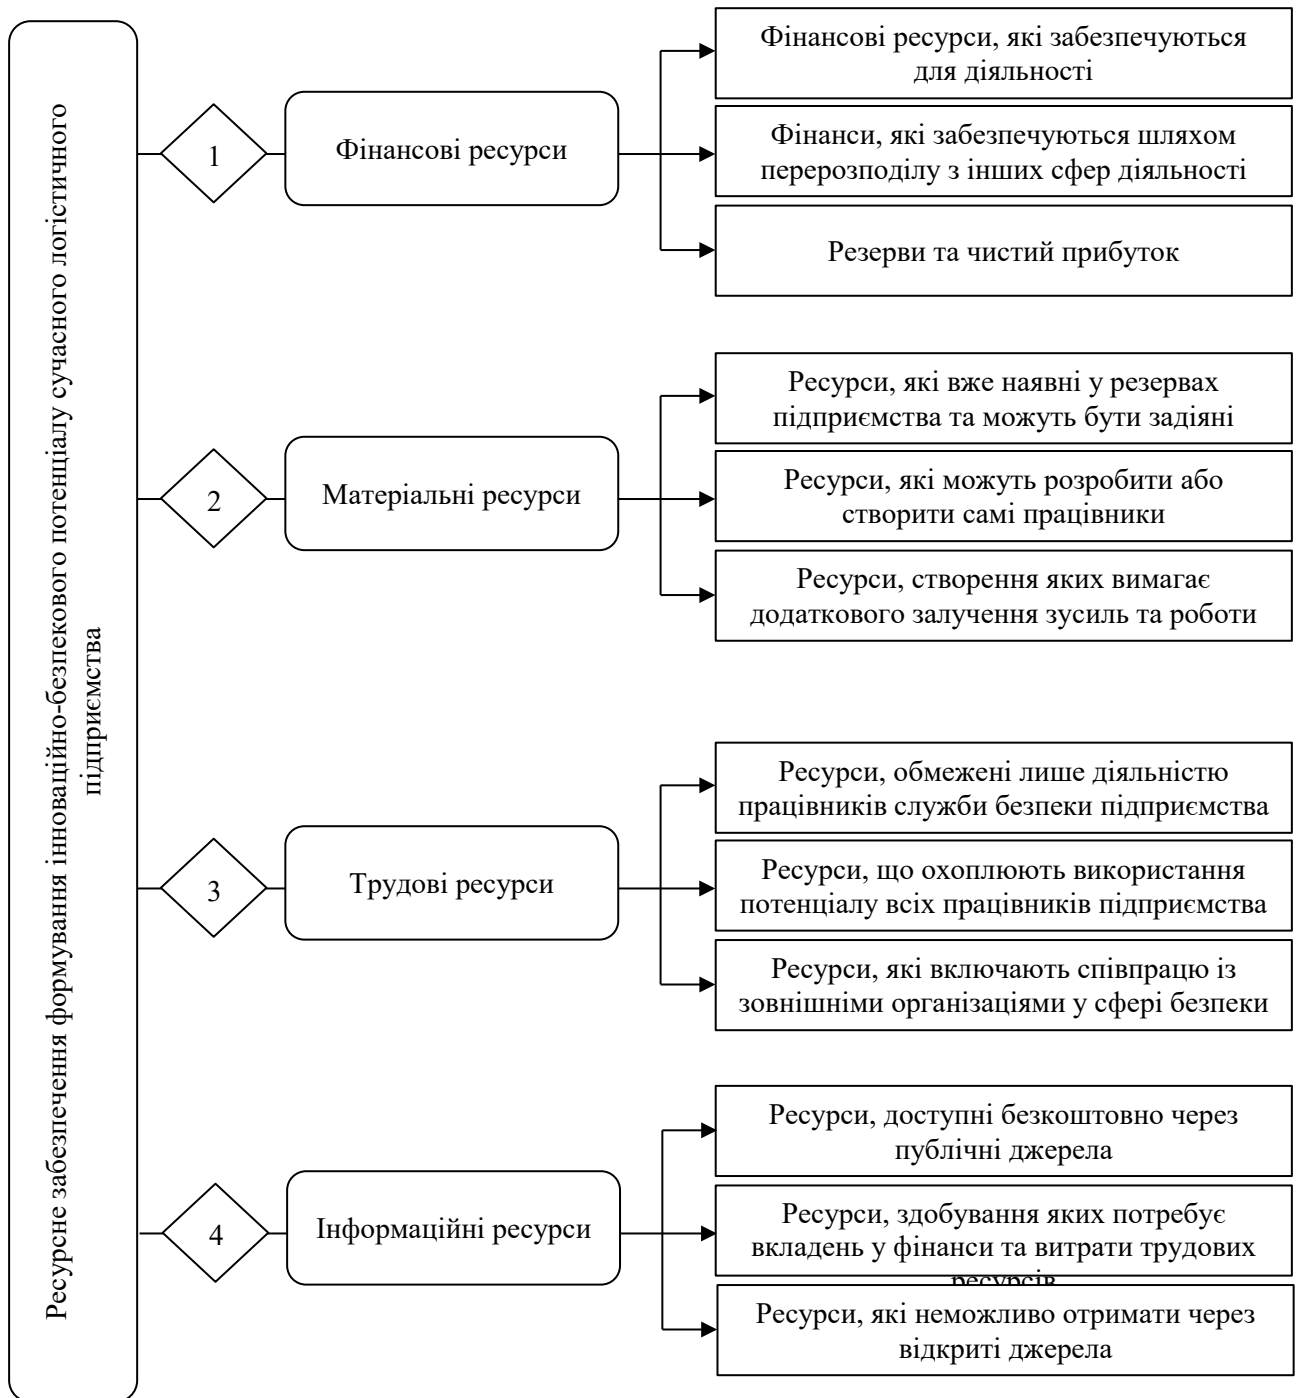 Ресурсне забезпечення формування інноваційно-безпекового потенціалу сучасного логістичного
підприємства
1
Фінансові ресурси
Фінансові ресурси, які забезпечуються
для діяльності
Фінанси, які забезпечуються шляхом
перерозподілу з інших сфер діяльності
Резерви та чистий прибуток
2
Матеріальні ресурси
Ресурси, які вже наявні у резервах
підприємства та можуть бути задіяні
Ресурси, які можуть розробити або
створити самі працівники
Ресурси, створення яких вимагає
додаткового залучення зусиль та роботи
3
Трудові ресурси
Ресурси, обмежені лише діяльністю
працівників служби безпеки підприємства
Ресурси, що охоплюють використання
потенціалу всіх працівників підприємства
Ресурси, які включають співпрацю із
зовнішніми організаціями у сфері безпеки
4
Інформаційні ресурси
Ресурси, доступні безкоштовно через
публічні джерела
Ресурси, здобування яких потребує
вкладень у фінанси та витрати трудових
ресурсів
Ресурси, які неможливо отримати через
відкриті джерела